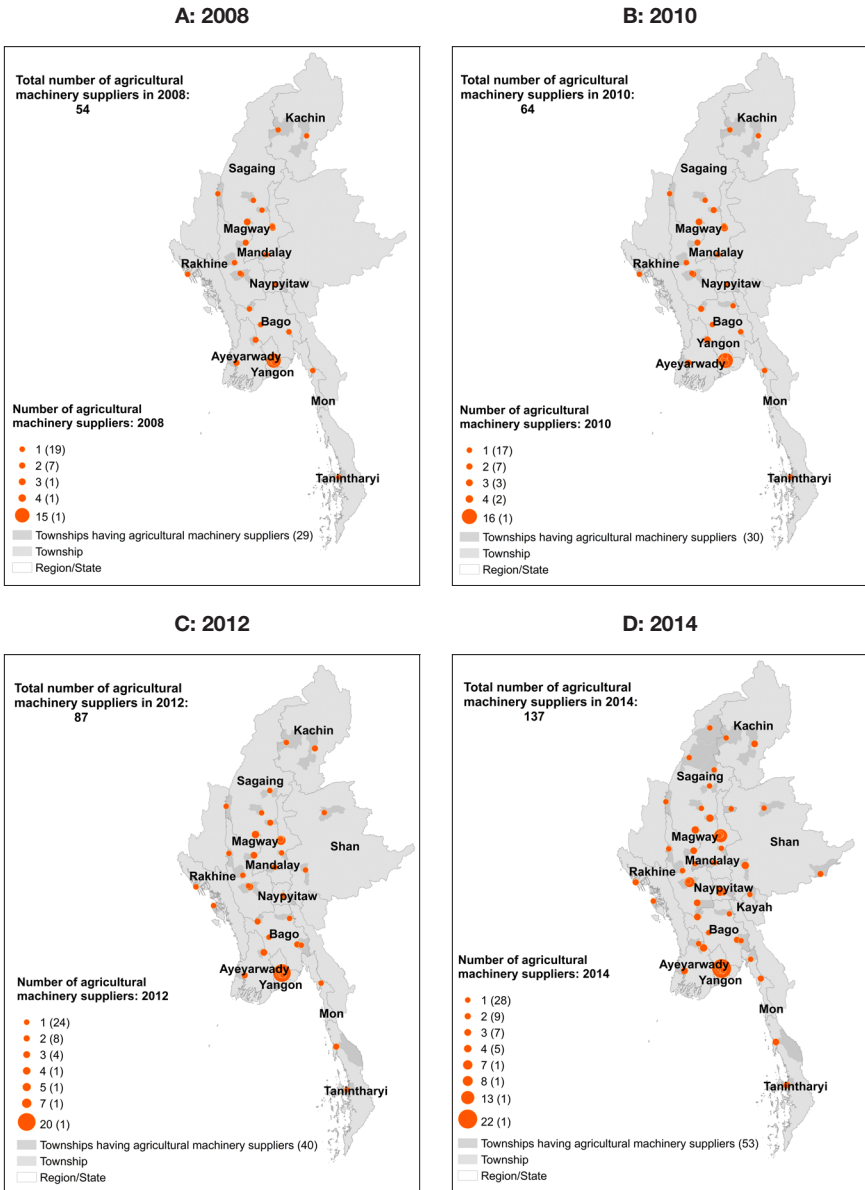 A: 2008
Total number of agricultural
machinery suppliers in 2008:
54
Kachin
Sagaing
Magway
Mandalay
Rakhine
Naypyitaw
Bago
Ayeyarwady
Yangon
Mon
Tanintharyi
Number of agricultural
machinery suppliers: 2008
1 (19)
2 (7)
3 (1)
4 (1)
15 (1)
Townships having agricultural machinery suppliers (29)
Township
Region/State
B: 2010
Total number of agricultural
machinery suppliers in 2010:
64
Kachin
Sagaing
Magway
Mandalay
Rakhine
Naypyitaw
Bago
Yangon
Ayeyarwady
Mon
Tanintharyi
Number of agricultural
machinery suppliers: 2010
1 (17)
2 (7)
3 (3)
4 (2)
16 (1)
Townships having agricultural machinery suppliers (30)
Township
Region/State
C: 2012
Total number of agricultural
machinery suppliers in 2012:
87
Kachin
Sagaing
Shan
Magway
Mandalay
Rakhine
Naypyitaw
Bago
Ayeyarwady
Yangon
Mon
Tanintharyi
Number of agricultural
machinery suppliers: 2012
1 (24)
2 (8)
3 (4)
4 (1)
5 (1)
7 (1)
20 (1)
Townships having agricultural machinery suppliers (40)
Township
Region/State
D: 2014
Total number of agricultural
machinery suppliers in 2014:
137
Kachin
Sagaing
Magway
Shan
Mandalay
Rakhine
Naypyitaw
Kayah
Bago
Ayeyarwady
Yangon
Mon
Tanintharyi
Number of agricultural
machinery suppliers: 2014
1 (28)
2 (9)
3 (7)
4 (5)
7 (1)
8 (1)
13 (1)
22 (1)
Townships having agricultural machinery suppliers (53)
Township
Region/State